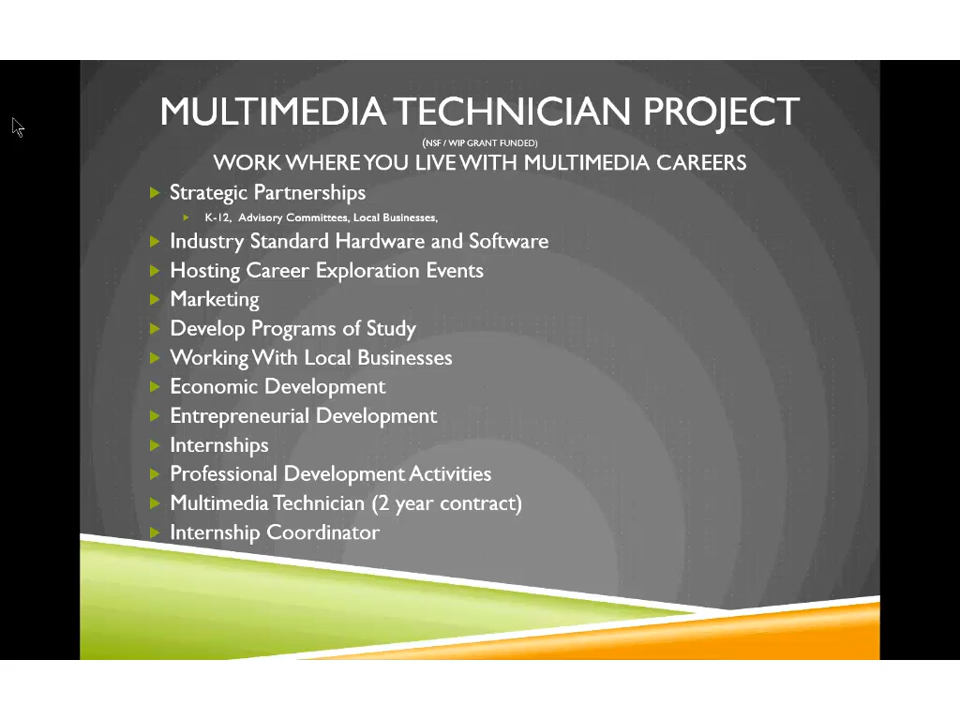 MULTIMEDIA TECHNICIAN PROJECT
(NSF / WIP GRANT FUNDED)
WORK WHERE YOU LIVE WITH MULTIMEDIA CAREERS
Strategic Partnerships
K-12, Advisory Committees, Local Businesses,
Industry Standard Hardware and Software
Hosting Career Exploration Events
Marketing
Develop Programs of Study
Working With Local Businesses
Economic Development
Entrepreneurial Development
Internships
Professional Development Activities
Multimedia Technician (2 year contract)
Internship Coordinator